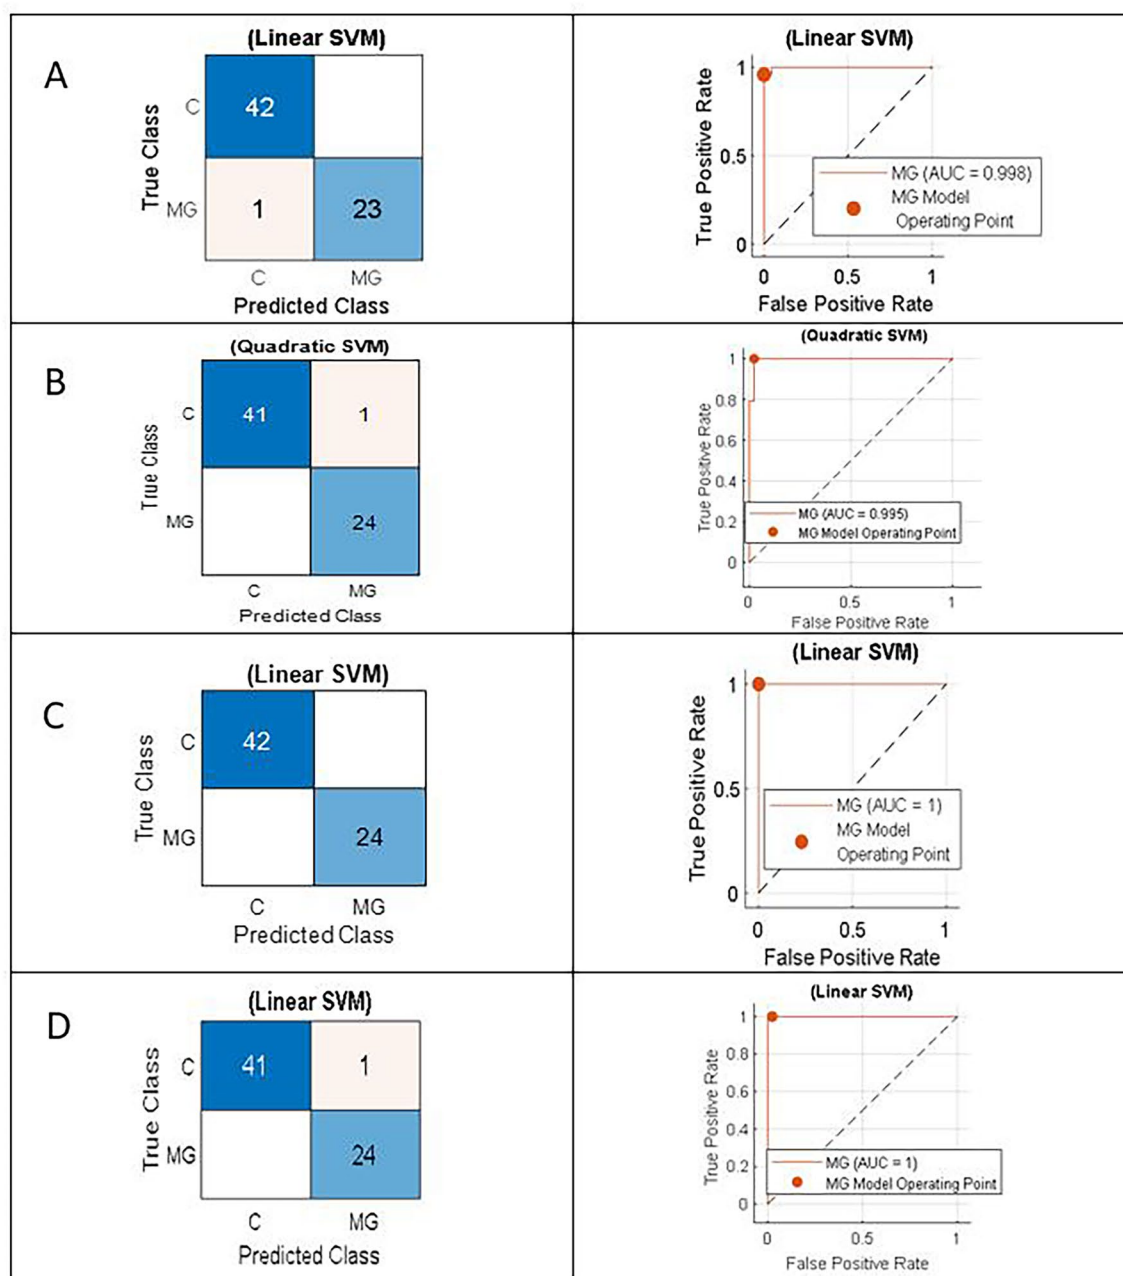 A
(Linear SVM)
True Class
C
42
MG
1
23
C
MG
Predicted Class
(Linear SVM)
True Positive Rate
1
0.5
0
MG (AUC = 0.998)
MG Model
Operating Point
0
0.5
1
False Positive Rate
B
(Quadratic SVM)
True Class
C
41
1
MG
24
C
MG
Predicted Class
(Quadratic SVM)
True Positive Rate
1
0.8
0.6
0.4
0.2
0
MG (AUC = 0.995)
MG Model Operating Point
0
0.5
1
False Positive Rate
C
(Linear SVM)
True Class
C
42
MG
24
C
MG
Predicted Class
(Linear SVM)
True Positive Rate
1
0.5
0
MG (AUC = 1)
MG Model
Operating Point
0
0.5
1
False Positive Rate
D
(Linear SVM)
True Class
C
41
1
MG
24
C
MG
Predicted Class
(Linear SVM)
True Positive Rate
1
0.8
0.6
0.4
0.2
0
MG (AUC = 1)
MG Model Operating Point
0
0.5
1
False Positive Rate